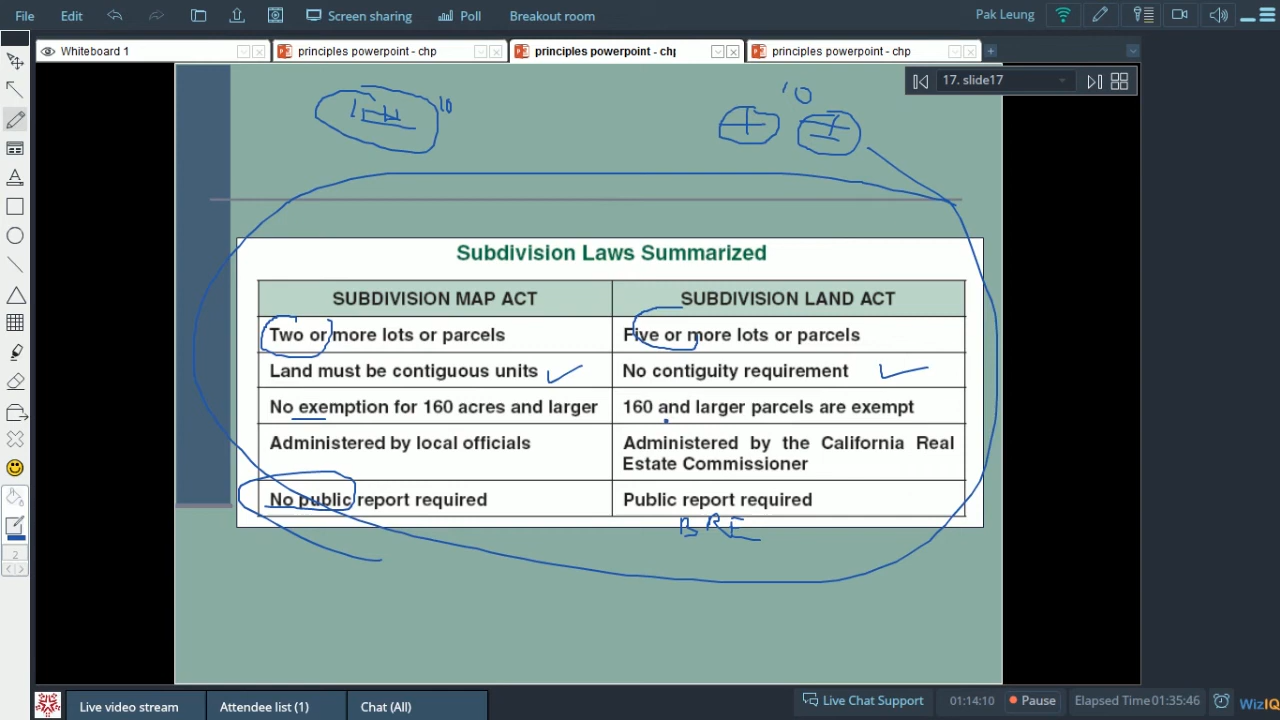 File Edit Screen sharing Poll Breakout room Pak Leung
Whiteboard 1 principles powerpoint - chp principles powerpoint - chp principles powerpoint - chp
17. slide17
10
10
Subdivision Laws Summarized
SUBDIVISION MAP ACT SUBDIVISION LAND ACT
Two or more lots or parcels Five or more lots or parcels
Land must be contiguous units No contiguity requirement
No exemption for 160 acres and larger 160 and larger parcels are exempt
Administered by local officials Administered by the California Real
Estate Commissioner
No public report required Public report required
BRE
2
Live video stream Attendee list (1) Chat (All) Live Chat Support 01:14:10 Pause Elapsed Time 01:35:46 WizIQ